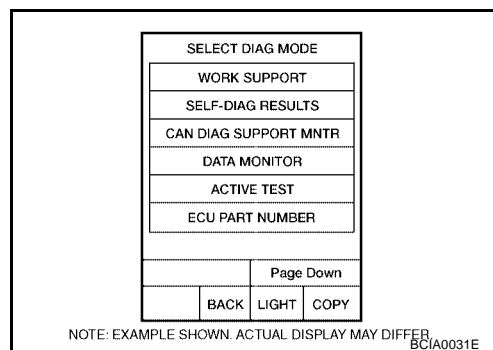 SELECT DIAG MODE
WORK SUPPORT
SELF-DIAG RESULTS
CAN DIAG SUPPORT MNTR
DATA MONITOR
ACTIVE TEST
ECU PART NUMBER
Page Down
BACK LIGHT COPY
NOTE: EXAMPLE SHOWN. ACTUAL DISPLAY MAY DIFFER.
BCIA0031E